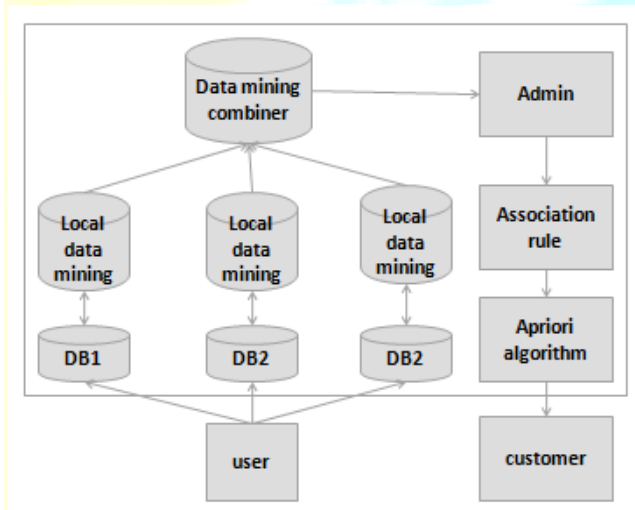 Data mining
combiner
Admin
Local
data
mining
Local
data
mining
Local
data
mining
Association
rule
DB1
DB2
DB2
Apriori
algorithm
user
customer